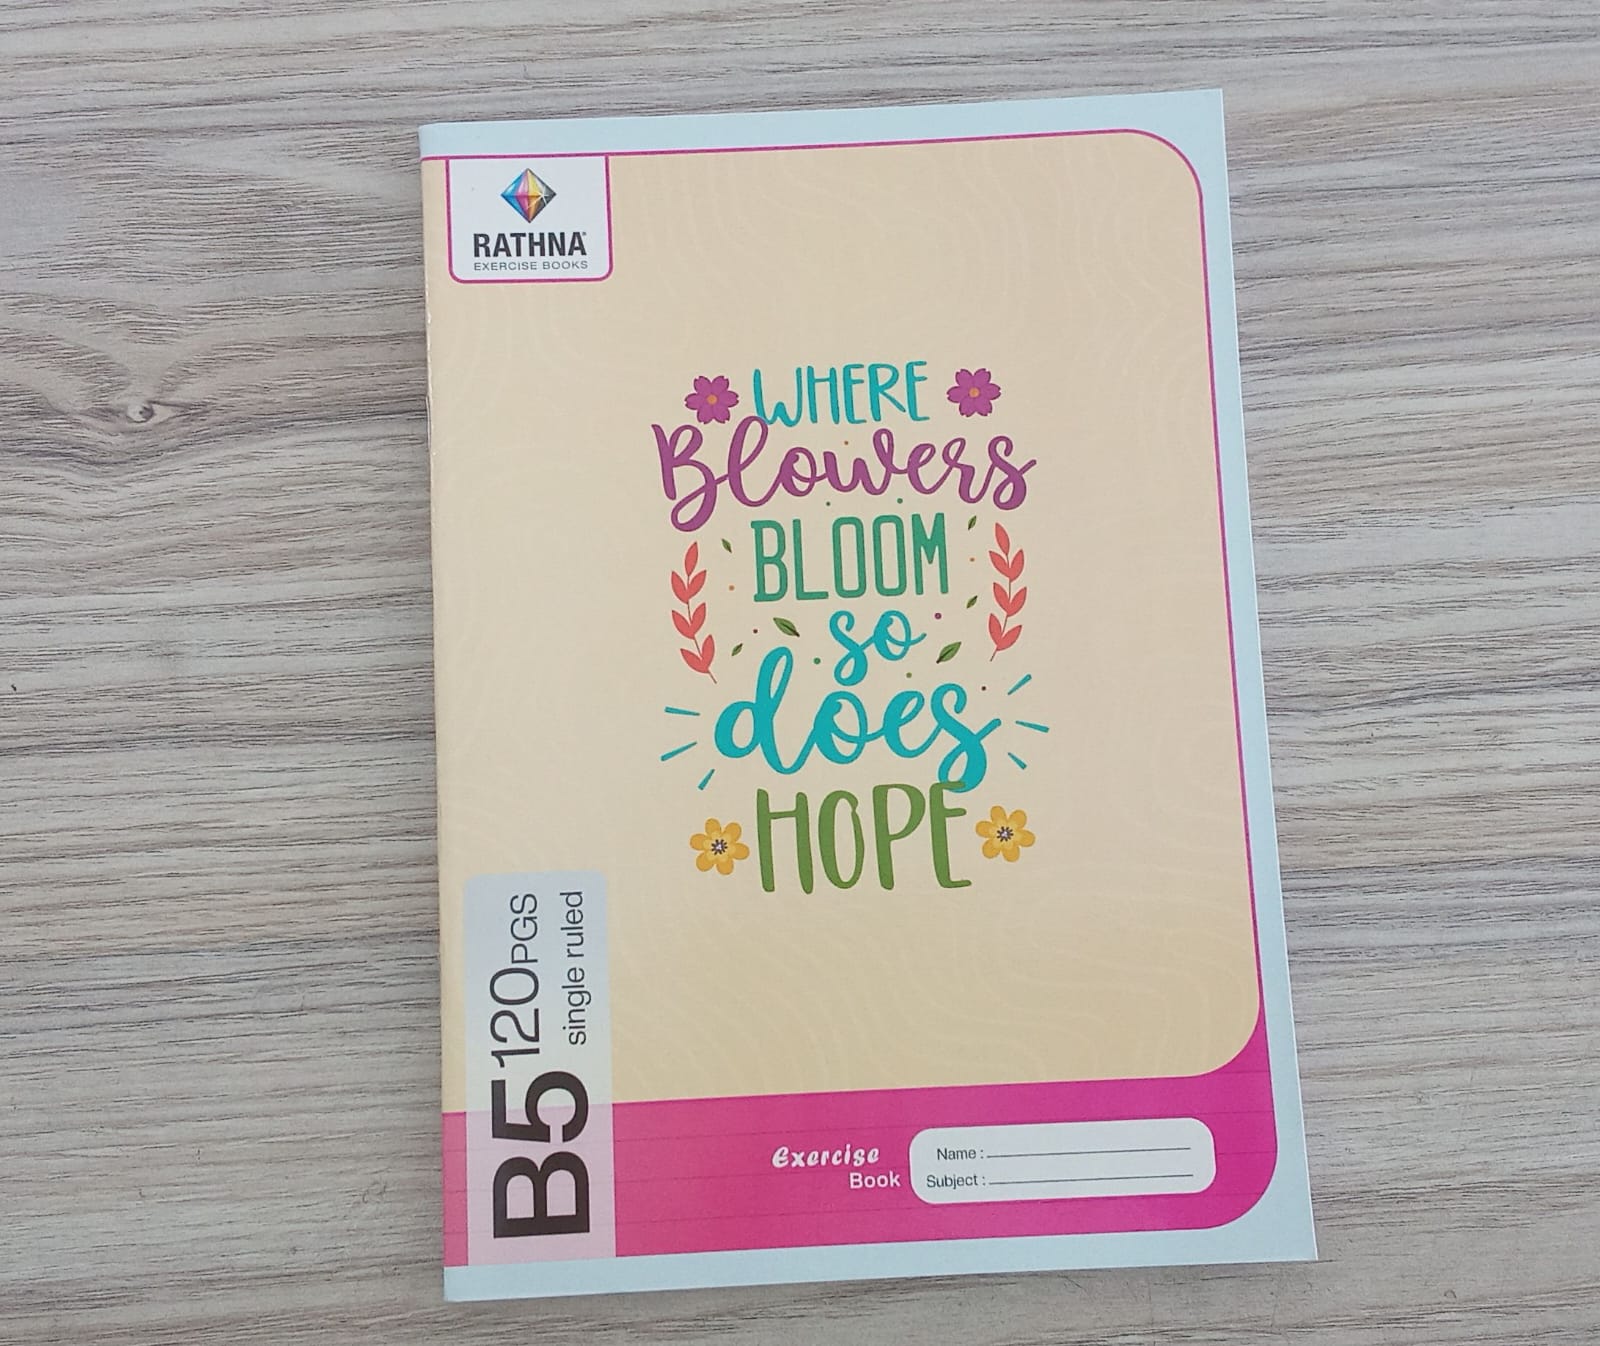 RATHNA®
EXERCISE BOOKS
WHERE
Blowers
BLOOM
so
does
HOPE
B5 120PGS
single ruled
Exercise
Book
Name :
Subject :